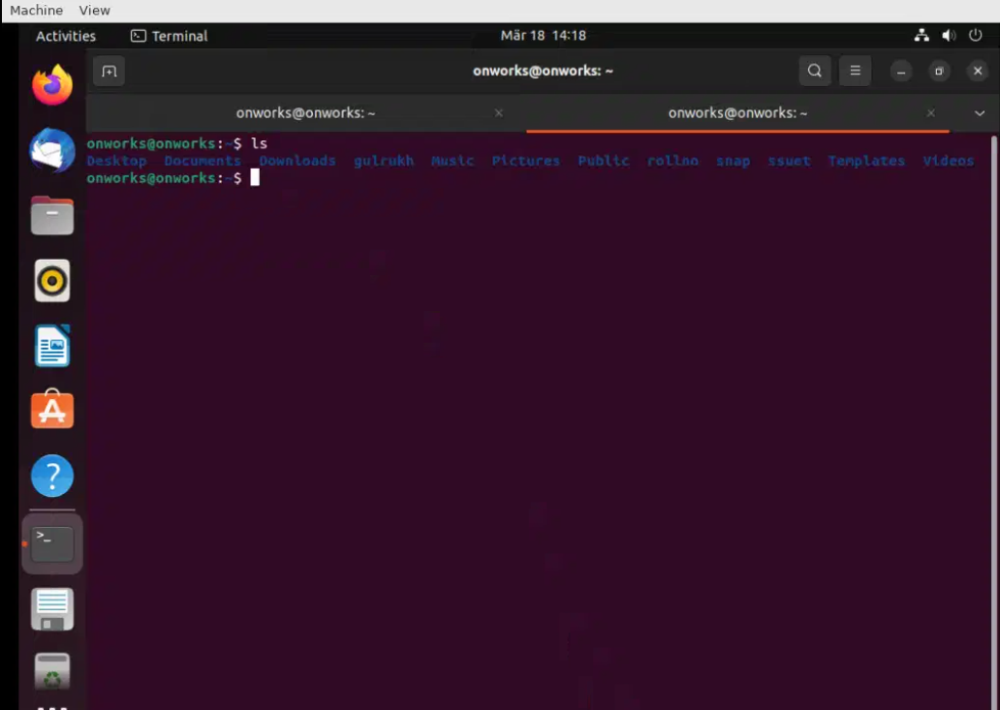 Machine View
Activities Terminal Mär 18 14:18
onworks@onworks: ~
onworks@onworks: ~ onworks@onworks: ~
onworks@onworks:~$ ls
Desktop Documents Downloads gulrukh Music Pictures Public rollno snap ssuet Templates Videos
onworks@onworks:~$